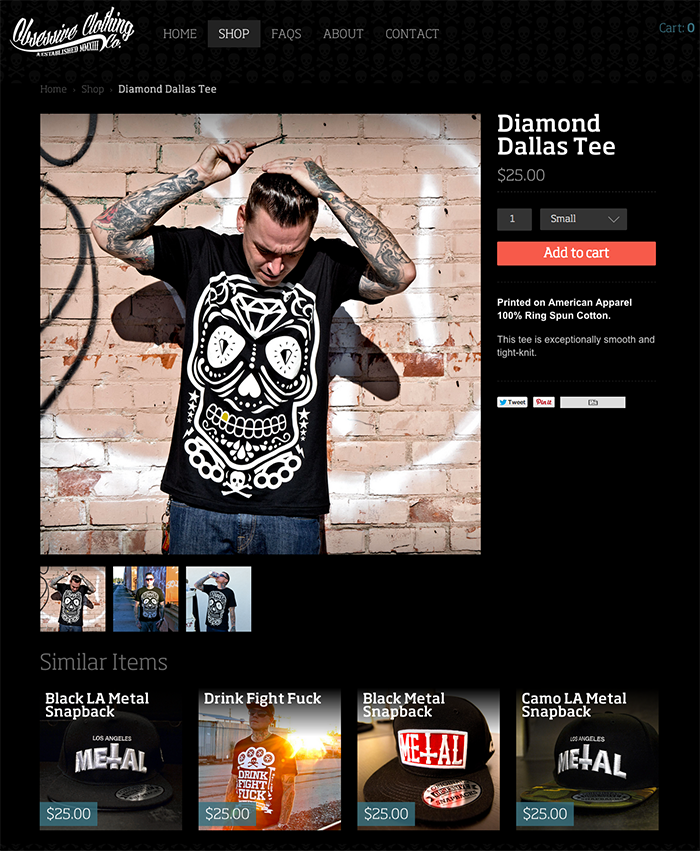 Obsessive Clothing
Co.
ESTABLISHED MMXIII
HOME
SHOP
FAQS
ABOUT
CONTACT
Cart: 0
Home › Shop › Diamond Dallas Tee
Diamond
Dallas Tee
$25.00
1
Small
Add to cart
Printed on American Apparel
100% Ring Spun Cotton.
This tee is exceptionally smooth and
tight-knit.
Tweet
Pin it
Similar Items
Black LA Metal
Snapback
LOS ANGELES
METAL
$25.00
Drink Fight Fuck
DRINK
FIGHT
FUCK
$25.00
Black Metal
Snapback
METAL
$25.00
Camo LA Metal
Snapback
LOS ANGELES
METAL
$25.00